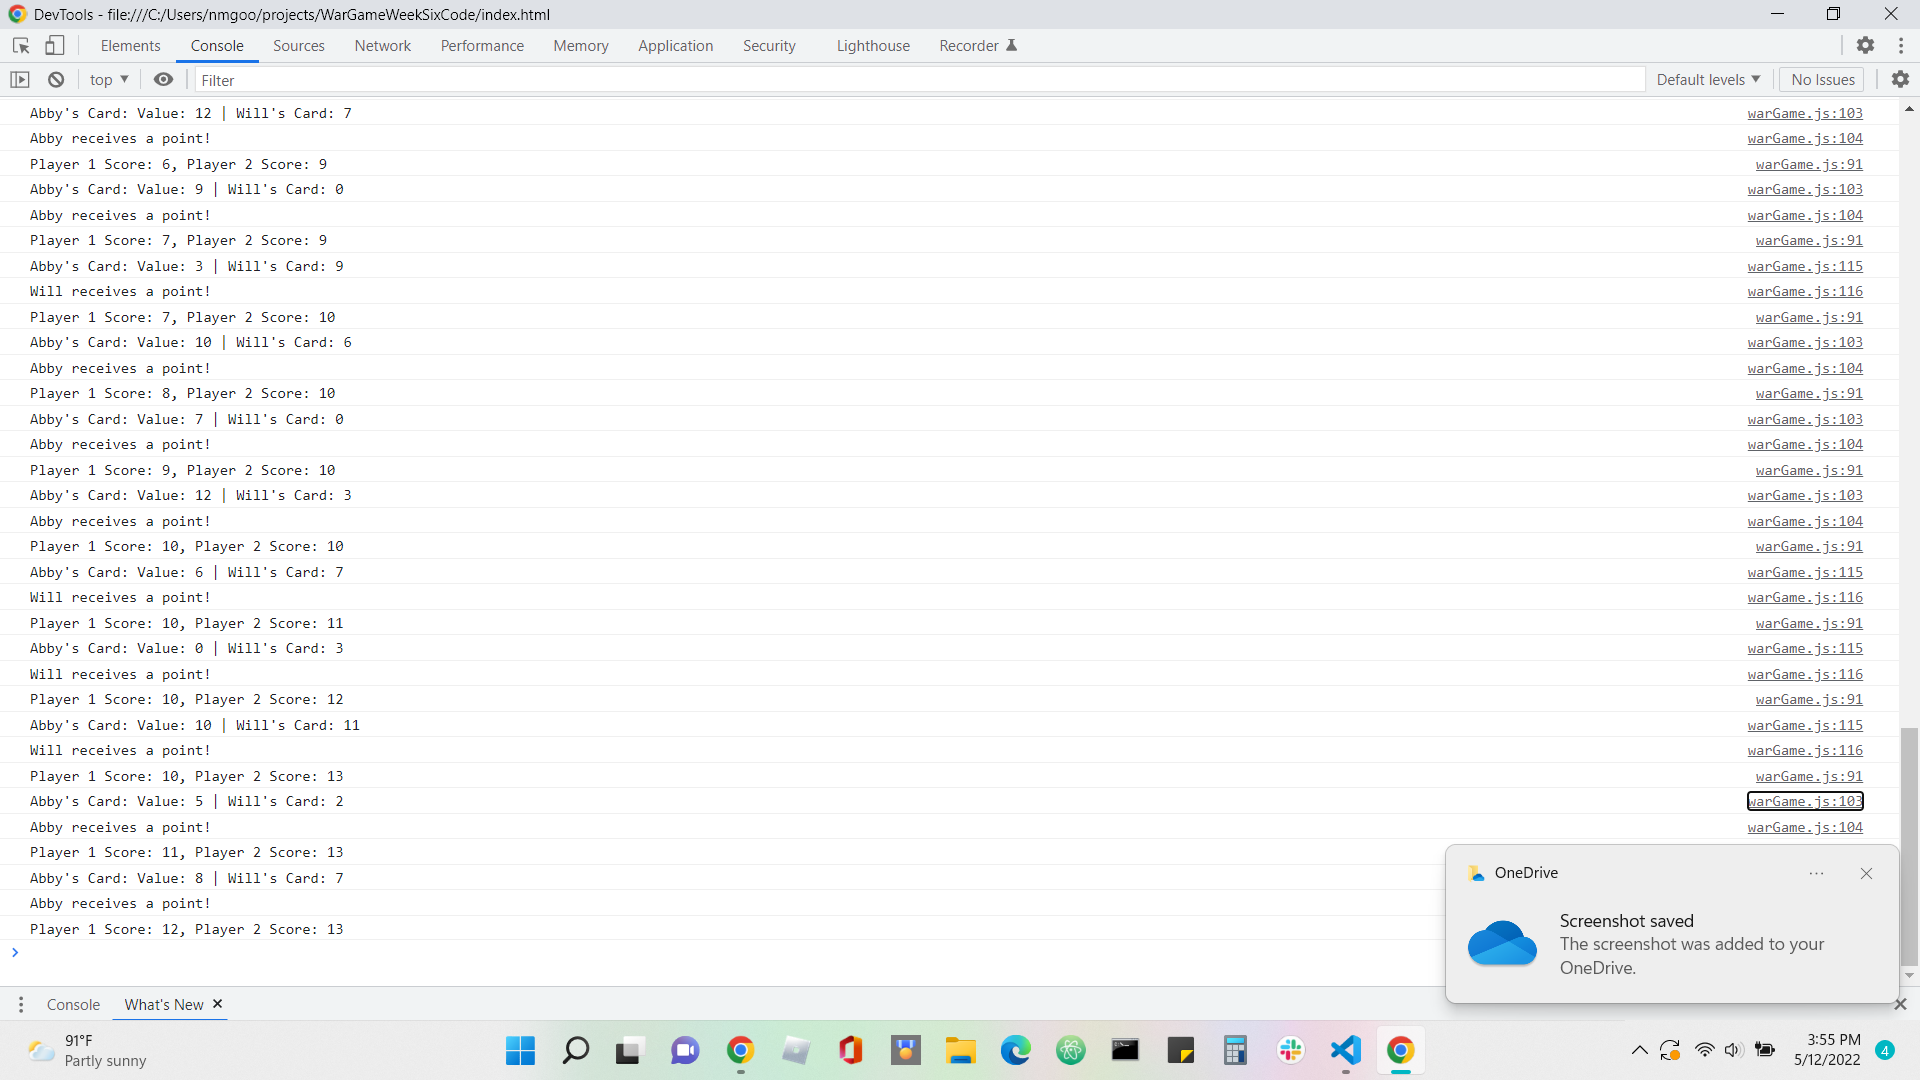 DevTools - file:///C:/Users/nmgoo/projects/WarGameWeekSixCode/index.html
Elements Console Sources Network Performance Memory Application Security Lighthouse Recorder
top Filter Default levels No Issues
Abby's Card: Value: 12 | Will's Card: 7 warGame.js:103
Abby receives a point! warGame.js:104
Player 1 Score: 6, Player 2 Score: 9 warGame.js:91
Abby's Card: Value: 9 | Will's Card: 0 warGame.js:103
Abby receives a point! warGame.js:104
Player 1 Score: 7, Player 2 Score: 9 warGame.js:91
Abby's Card: Value: 3 | Will's Card: 9 warGame.js:115
Will receives a point! warGame.js:116
Player 1 Score: 7, Player 2 Score: 10 warGame.js:91
Abby's Card: Value: 10 | Will's Card: 6 warGame.js:103
Abby receives a point! warGame.js:104
Player 1 Score: 8, Player 2 Score: 10 warGame.js:91
Abby's Card: Value: 7 | Will's Card: 0 warGame.js:103
Abby receives a point! warGame.js:104
Player 1 Score: 9, Player 2 Score: 10 warGame.js:91
Abby's Card: Value: 12 | Will's Card: 3 warGame.js:103
Abby receives a point! warGame.js:104
Player 1 Score: 10, Player 2 Score: 10 warGame.js:91
Abby's Card: Value: 6 | Will's Card: 7 warGame.js:115
Will receives a point! warGame.js:116
Player 1 Score: 10, Player 2 Score: 11 warGame.js:91
Abby's Card: Value: 0 | Will's Card: 3 warGame.js:115
Will receives a point! warGame.js:116
Player 1 Score: 10, Player 2 Score: 12 warGame.js:91
Abby's Card: Value: 10 | Will's Card: 11 warGame.js:115
Will receives a point! warGame.js:116
Player 1 Score: 10, Player 2 Score: 13 warGame.js:91
Abby's Card: Value: 5 | Will's Card: 2 warGame.js:103
Abby receives a point! warGame.js:104
Player 1 Score: 11, Player 2 Score: 13
Abby's Card: Value: 8 | Will's Card: 7
Abby receives a point!
Player 1 Score: 12, Player 2 Score: 13
OneDrive
Screenshot saved
The screenshot was added to your
OneDrive.
Console What's New
91°F
Partly sunny
3:55 PM
5/12/2022
4